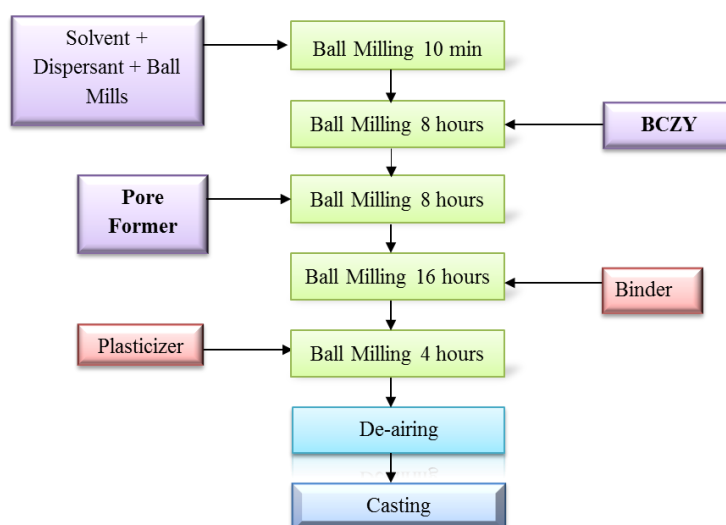 Solvent +
Dispersant + Ball
Mills
Ball Milling 10 min
Ball Milling 8 hours
BCZY
Pore
Former
Ball Milling 8 hours
Ball Milling 16 hours
Binder
Plasticizer
Ball Milling 4 hours
De-airing
Casting